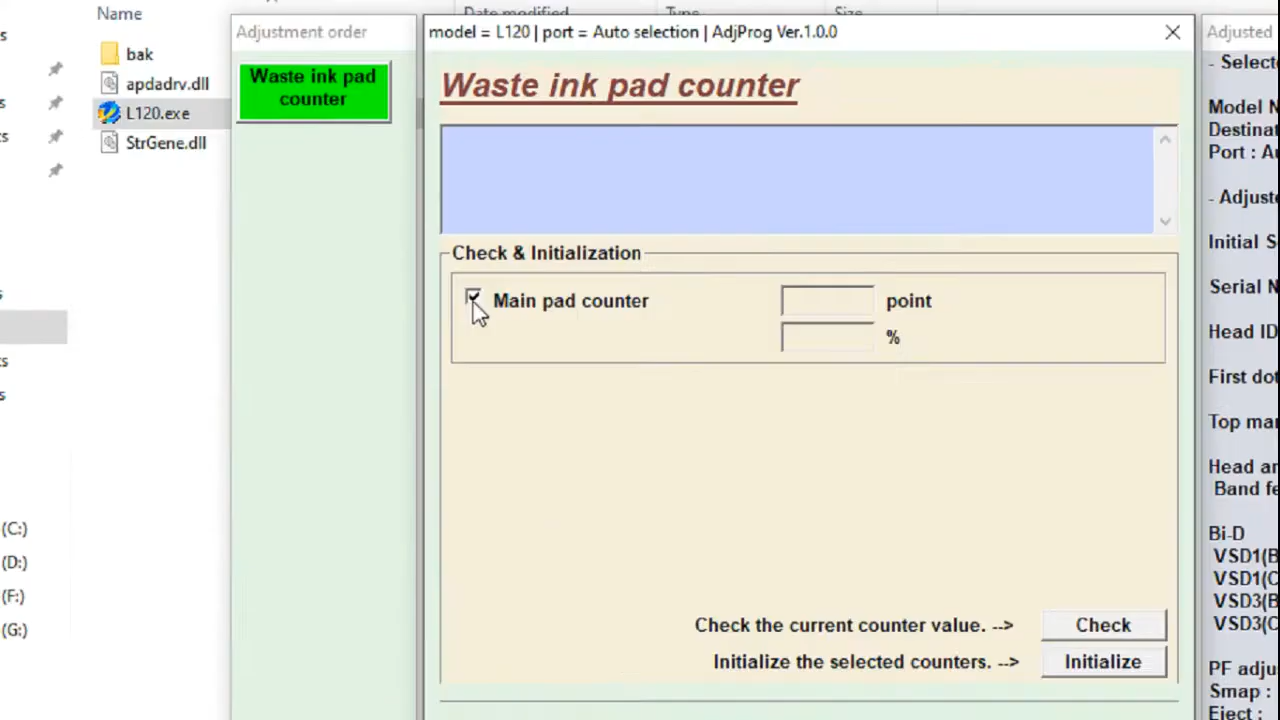 Name
Date modified
Type
Size
bak
apdadrv.dll
L120.exe
StrGene.dll
(C:)
(D:)
(F:)
(G:)
Adjustment order
Waste ink pad
counter
model = L120 | port = Auto selection | AdjProg Ver.1.0.0
Waste ink pad counter
Check & Initialization
Main pad counter
point
%
Check the current counter value. -->
Check
Initialize the selected counters. -->
Initialize
Adjusted
- Selecte
Model N
Destinat
Port : Au
- Adjuste
Initial S
Serial N
Head ID
First dot
Top mar
Head an
Band fe
Bi-D
VSD1(B
VSD1(C
VSD3(B
VSD3(C
PF adju
Smap :
Eject :